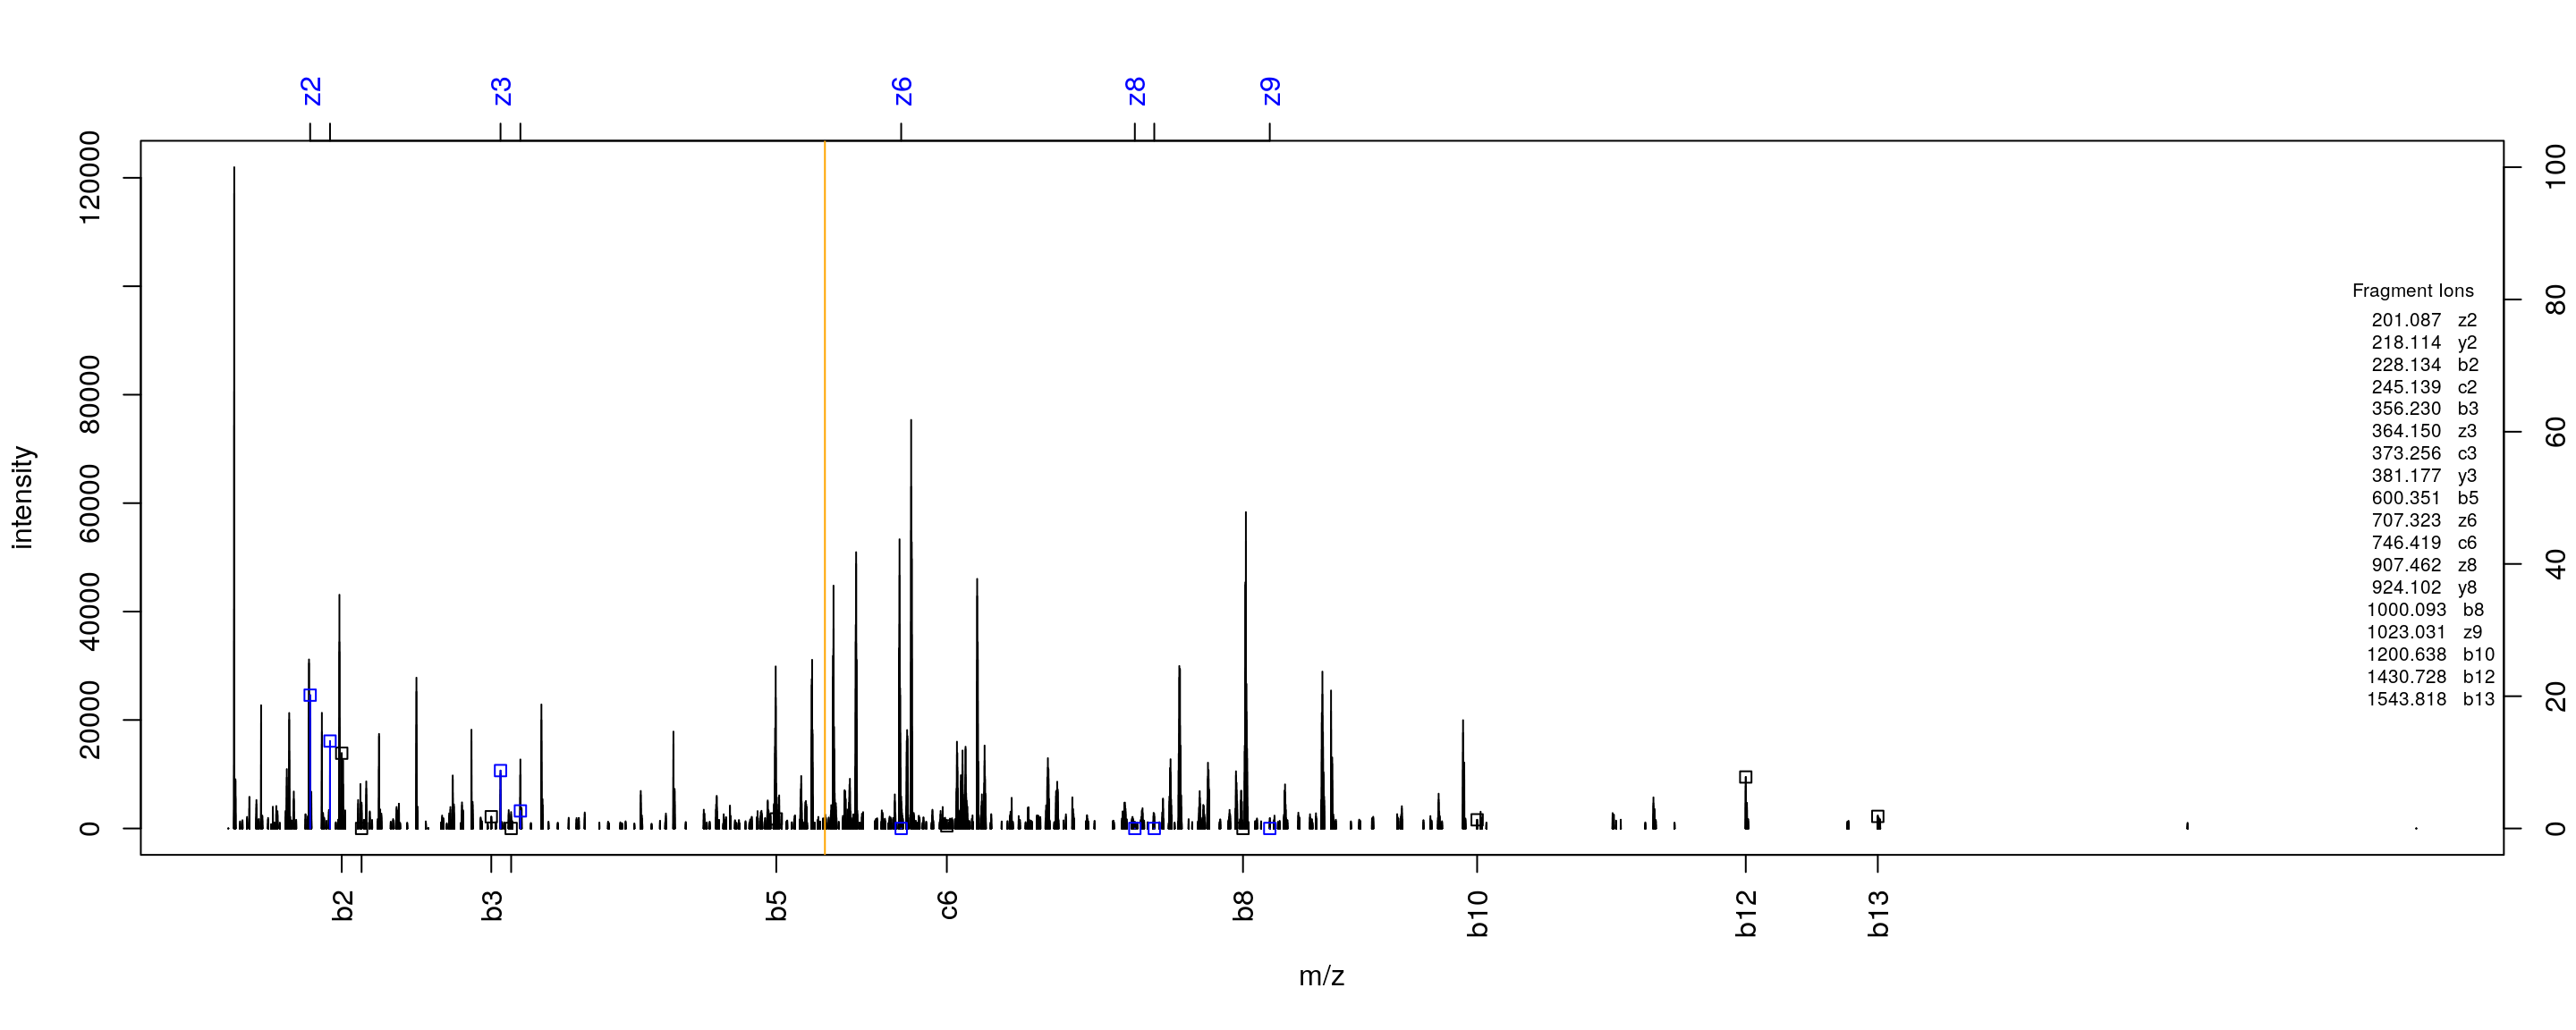 z2 z3 z6 z8 z9
120000
80000
60000
40000
20000
0
intensity
100
80
60
40
20
0
Fragment Ions
201.087 z2
218.114 y2
228.134 b2
245.139 c2
356.230 b3
364.150 z3
373.256 c3
381.177 y3
600.351 b5
707.323 z6
746.419 c6
907.462 z8
924.102 y8
1000.093 b8
1023.031 z9
1200.638 b10
1430.728 b12
1543.818 b13
b2 b3 b5 c6 b8 b10 b12 b13
m/z